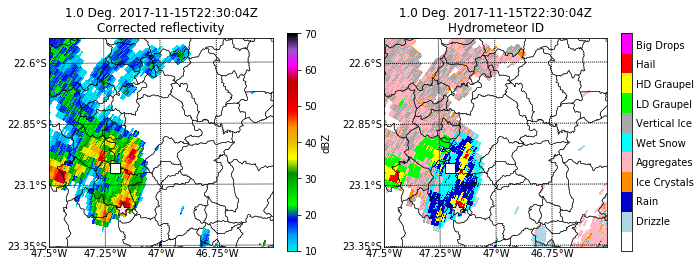 1.0 Deg. 2017-11-15T22:30:04Z
Corrected reflectivity
22.6°S
22.85°S
23.1°S
23.35°S
47.5°W
47.25°W
47°W
46.75°W
70
60
50
40
30
20
10
dBZ
1.0 Deg. 2017-11-15T22:30:04Z
Hydrometeor ID
22.6°S
22.85°S
23.1°S
23.35°S
47.5°W
47.25°W
47°W
46.75°W
Big Drops
Hail
HD Graupel
LD Graupel
Vertical Ice
Wet Snow
Aggregates
Ice Crystals
Rain
Drizzle